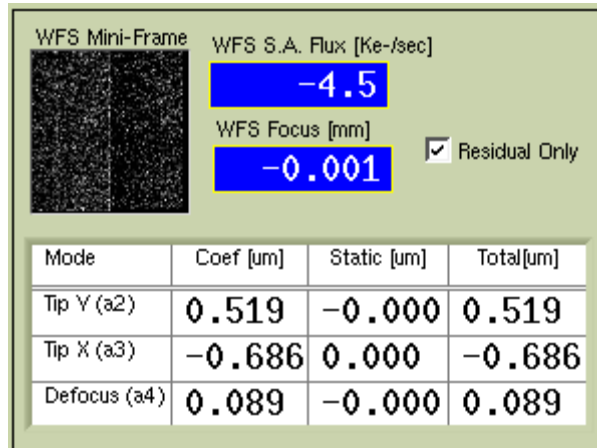 WFS Mini-Frame
WFS S.A. Flux [Ke-/sec]
-4.5
WFS Focus [mm]
-0.001
Residual Only
Mode Coef [um] Static [um] Total[um]
Tip Y (a2) 0.519 -0.000 0.519
Tip X (a3) -0.686 0.000 -0.686
Defocus (a4) 0.089 -0.000 0.089